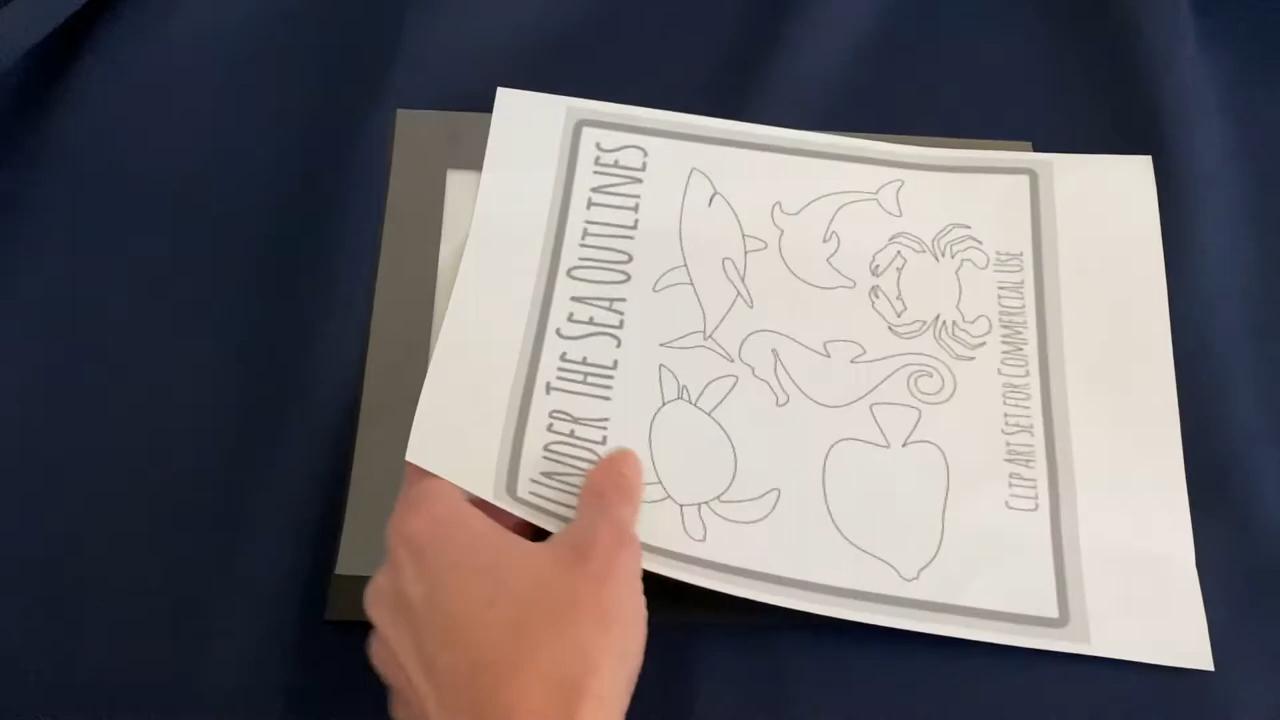 UNDER THE SEA OUTLINES
CLIP ART SET FOR COMMERCIAL USE